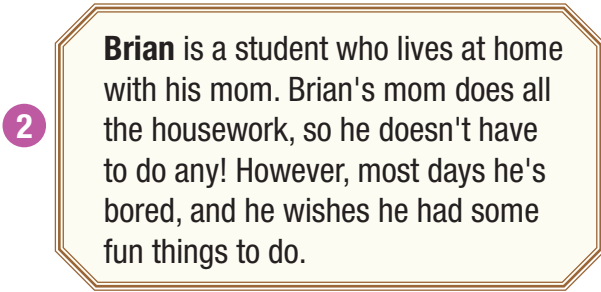 2
Brian is a student who lives at home
with his mom. Brian's mom does all
the housework, so he doesn't have
to do any! However, most days he's
bored, and he wishes he had some
fun things to do.